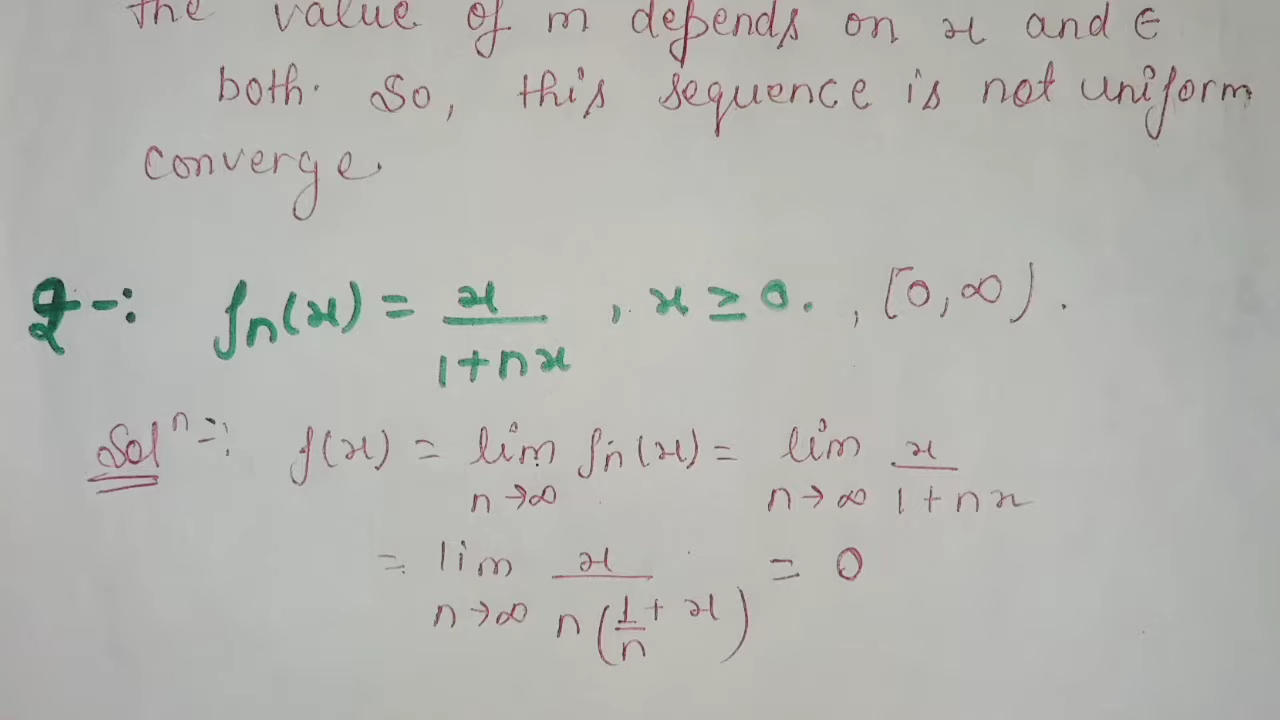 the value of m depends on x and ∈
both. So, this sequence is not uniform
converge.
Q-: fn(x) = x/(1+nx) , x ≥ 0. , [0,∞).
Solⁿ-: f(x) = lim n→∞ fn(x) = lim n→∞ x/(1+nx)
= lim n→∞ x/(n(1/n + x)) = 0